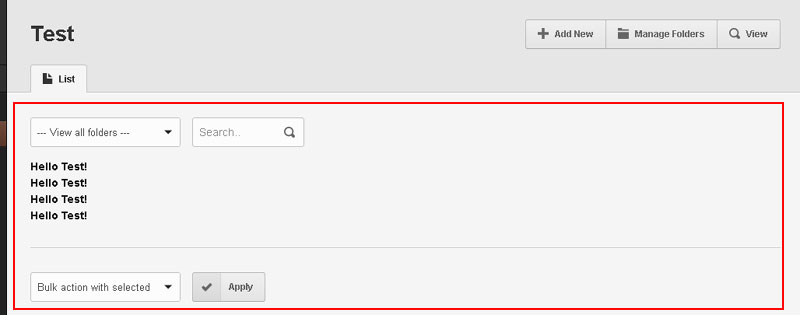 Test
Add New
Manage Folders
View
List
--- View all folders ---
Search..
Hello Test!
Hello Test!
Hello Test!
Hello Test!
Bulk action with selected
Apply